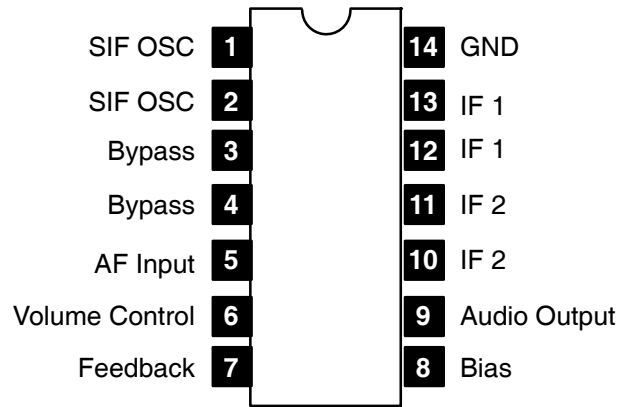 SIF OSC 1 14 GND
SIF OSC 2 13 IF 1
Bypass 3 12 IF 1
Bypass 4 11 IF 2
AF Input 5 10 IF 2
Volume Control 6 9 Audio Output
Feedback 7 8 Bias